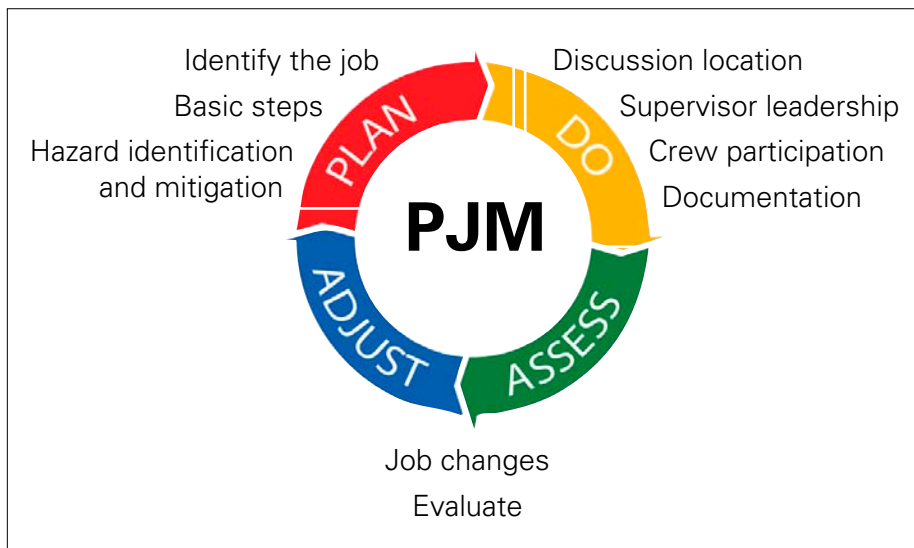 Identify the job
Basic steps
Hazard identification
and mitigation
PLAN
DO
Discussion location
Supervisor leadership
Crew participation
Documentation
PJM
ADJUST
ASSESS
Job changes
Evaluate